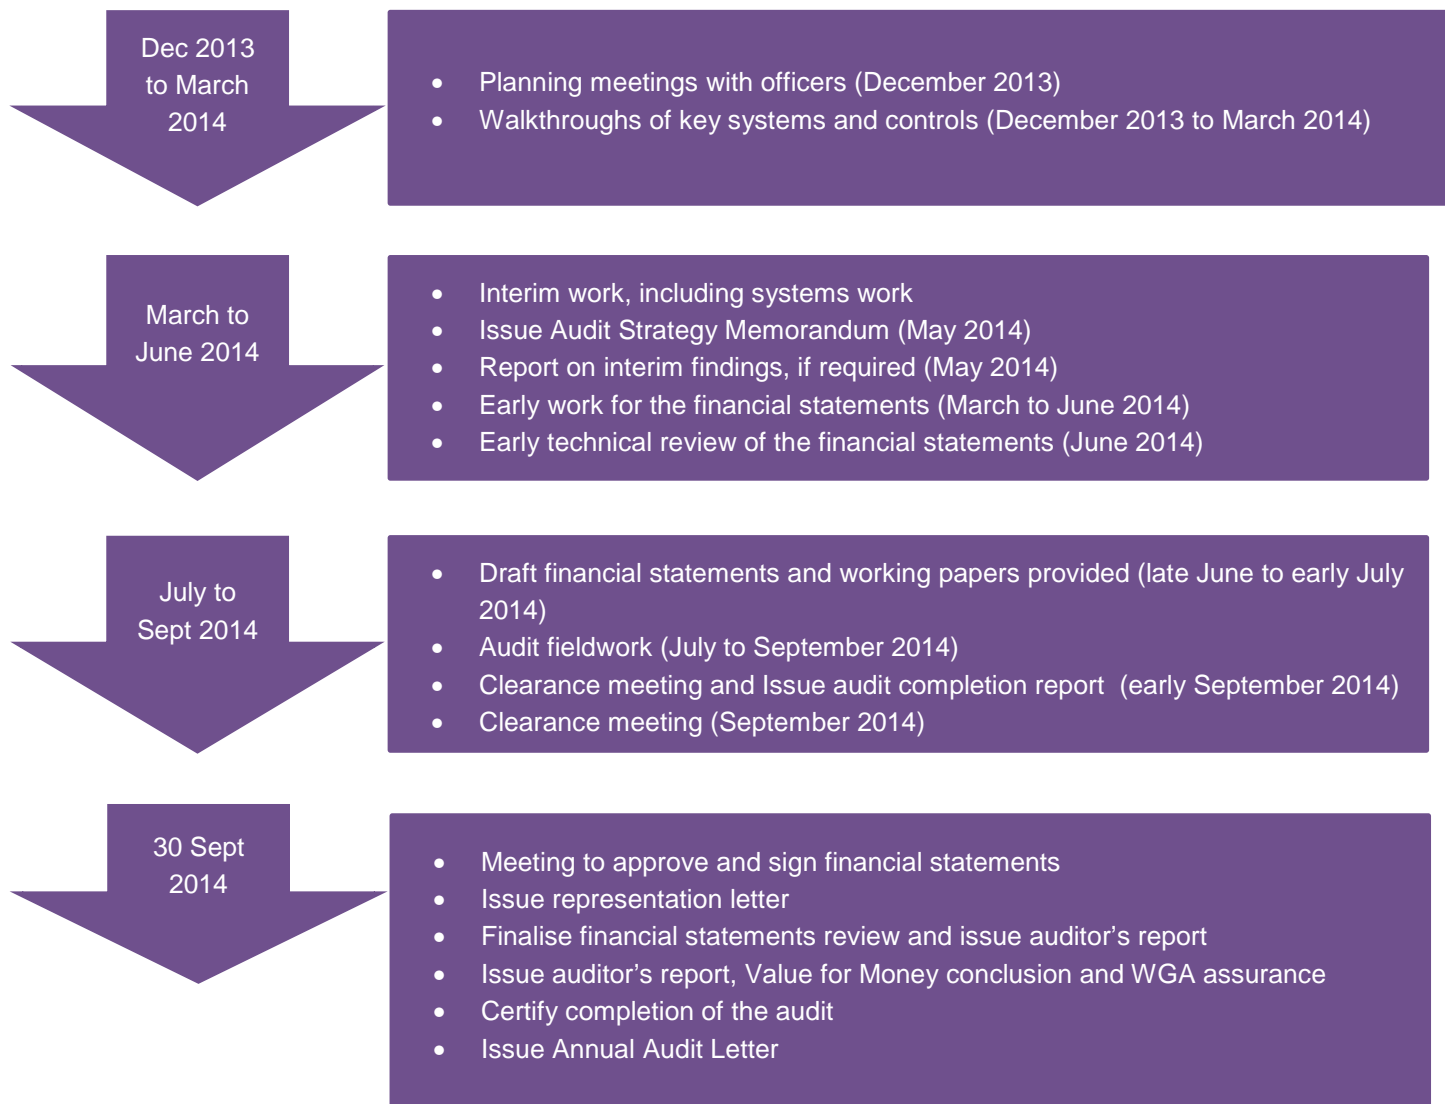 Dec 2013
to March
2014
• Planning meetings with officers (December 2013)
• Walkthroughs of key systems and controls (December 2013 to March 2014)
March to
June 2014
• Interim work, including systems work
• Issue Audit Strategy Memorandum (May 2014)
• Report on interim findings, if required (May 2014)
• Early work for the financial statements (March to June 2014)
• Early technical review of the financial statements (June 2014)
July to
Sept 2014
• Draft financial statements and working papers provided (late June to early July
2014)
• Audit fieldwork (July to September 2014)
• Clearance meeting and Issue audit completion report  (early September 2014)
• Clearance meeting (September 2014)
30 Sept
2014
• Meeting to approve and sign financial statements
• Issue representation letter
• Finalise financial statements review and issue auditor’s report
• Issue auditor’s report, Value for Money conclusion and WGA assurance
• Certify completion of the audit
• Issue Annual Audit Letter